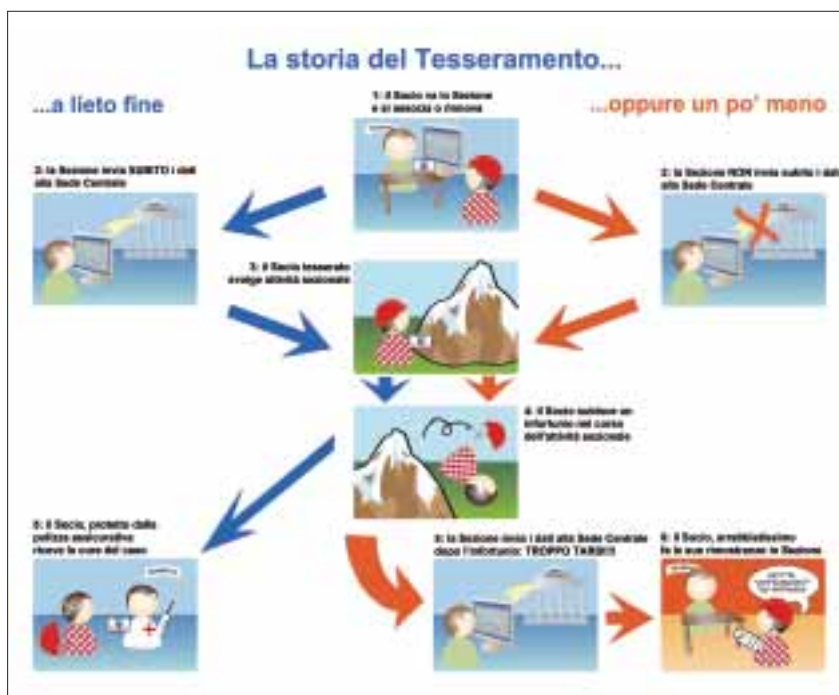 La storia del Tesseramento...
...a lieto fine
...oppure un po' meno
1: il Socio va in Sezione
e si associa o rinnova
2: la Sezione invia SUBITO i dati
alla Sede Centrale
2: la Sezione NON invia subito i dati
alla Sede Centrale
3: il Socio tesserato
svolge attività sezionale
4: il Socio subisce un
infortunio nel corso
dell'attività sezionale
5: il Socio, protetto dalla
polizza assicurativa
riceve le cure del caso
5: la Sezione invia i dati alla Sede Centrale
dopo l'infortunio: TROPPO TARDI!!!
6: il Socio, arrabbiatissimo
fa le sue rimostranze in Sezione